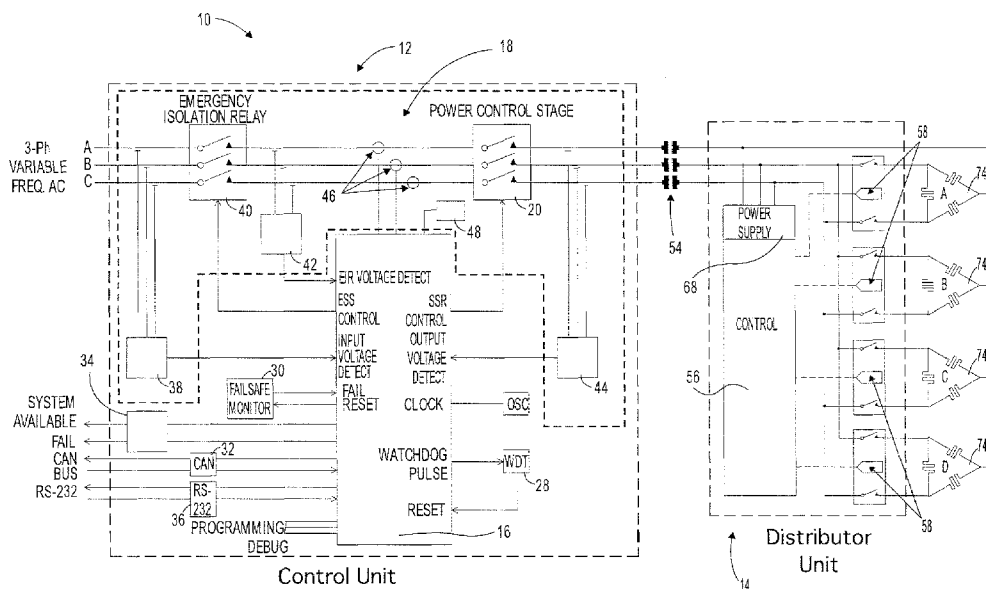 10
12
18
EMERGENCY
ISOLATION RELAY
POWER CONTROL STAGE
3-Ph
VARIABLE
FREQ. AC
A
B
C
40
46
20
42
48
54
58
74
A
POWER
SUPPLY
68
B
74
CONTROL
56
C
74
D
74
58
EIR VOLTAGE DETECT
ESS
CONTROL
SSR
CONTROL
INPUT
VOLTAGE
DETECT
OUTPUT
VOLTAGE
DETECT
38
44
34
30
FAILSAFE
MONITOR
FAIL
RESET
CLOCK
OSC
SYSTEM
AVAILABLE
FAIL
CAN
BUS
32
CAN
WATCHDOG
PULSE
WDT
28
RS-232
RS-
232
36
RESET
PROGRAMMING
DEBUG
16
Control Unit
Distributor
Unit
14